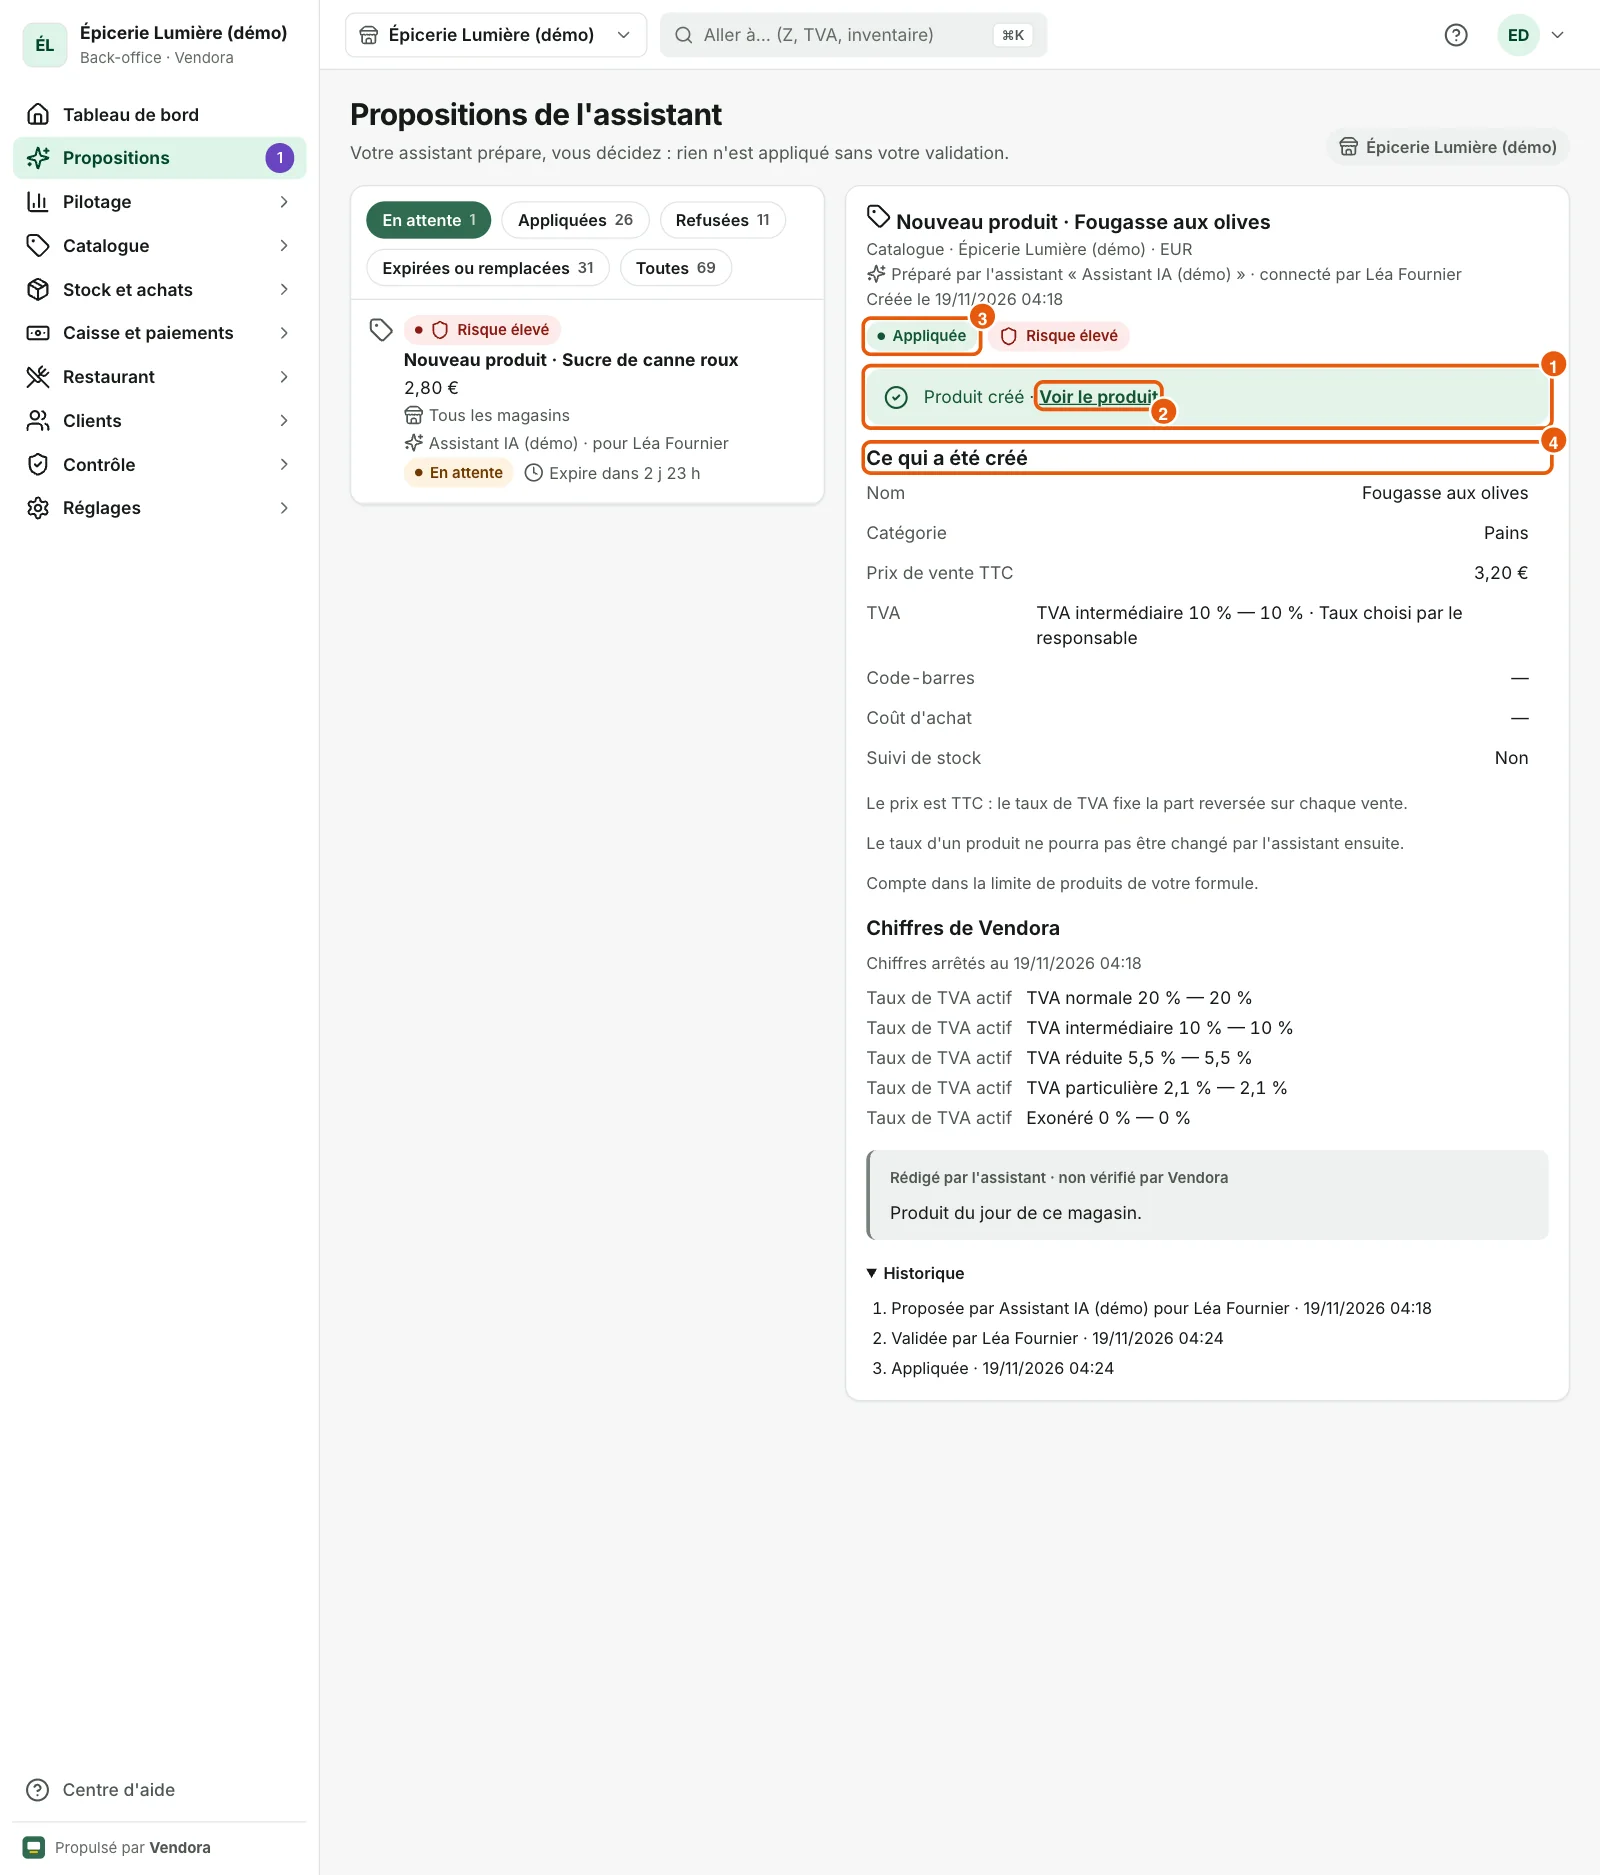 ÉL
Épicerie Lumière (démo)
Back-office · Vendora
Tableau de bord
Propositions 1
Pilotage
Catalogue
Stock et achats
Caisse et paiements
Restaurant
Clients
Contrôle
Réglages
Centre d'aide
Propulsé par Vendora
Épicerie Lumière (démo)
Aller à... (Z, TVA, inventaire) ⌘K
ED
Propositions de l'assistant
Votre assistant prépare, vous décidez : rien n'est appliqué sans votre validation.
Épicerie Lumière (démo)
En attente 1
Appliquées 26
Refusées 11
Expirées ou remplacées 31
Toutes 69
Risque élevé
Nouveau produit · Sucre de canne roux
2,80 €
Tous les magasins
Assistant IA (démo) · pour Léa Fournier
En attente
Expire dans 2 j 23 h
Nouveau produit · Fougasse aux olives
Catalogue · Épicerie Lumière (démo) · EUR
Préparé par l'assistant « Assistant IA (démo) » · connecté par Léa Fournier
Créée le 19/11/2026 04:18
Appliquée
3
Risque élevé
1
Produit créé · Voir le produit
2
4
Ce qui a été créé
Nom Fougasse aux olives
Catégorie Pains
Prix de vente TTC 3,20 €
TVA TVA intermédiaire 10 % — 10 % · Taux choisi par le
responsable
Code-barres —
Coût d'achat —
Suivi de stock Non
Le prix est TTC : le taux de TVA fixe la part reversée sur chaque vente.
Le taux d'un produit ne pourra pas être changé par l'assistant ensuite.
Compte dans la limite de produits de votre formule.
Chiffres de Vendora
Chiffres arrêtés au 19/11/2026 04:18
Taux de TVA actif TVA normale 20 % — 20 %
Taux de TVA actif TVA intermédiaire 10 % — 10 %
Taux de TVA actif TVA réduite 5,5 % — 5,5 %
Taux de TVA actif TVA particulière 2,1 % — 2,1 %
Taux de TVA actif Exonéré 0 % — 0 %
Rédigé par l'assistant · non vérifié par Vendora
Produit du jour de ce magasin.
▼ Historique
1. Proposée par Assistant IA (démo) pour Léa Fournier · 19/11/2026 04:18
2. Validée par Léa Fournier · 19/11/2026 04:24
3. Appliquée · 19/11/2026 04:24